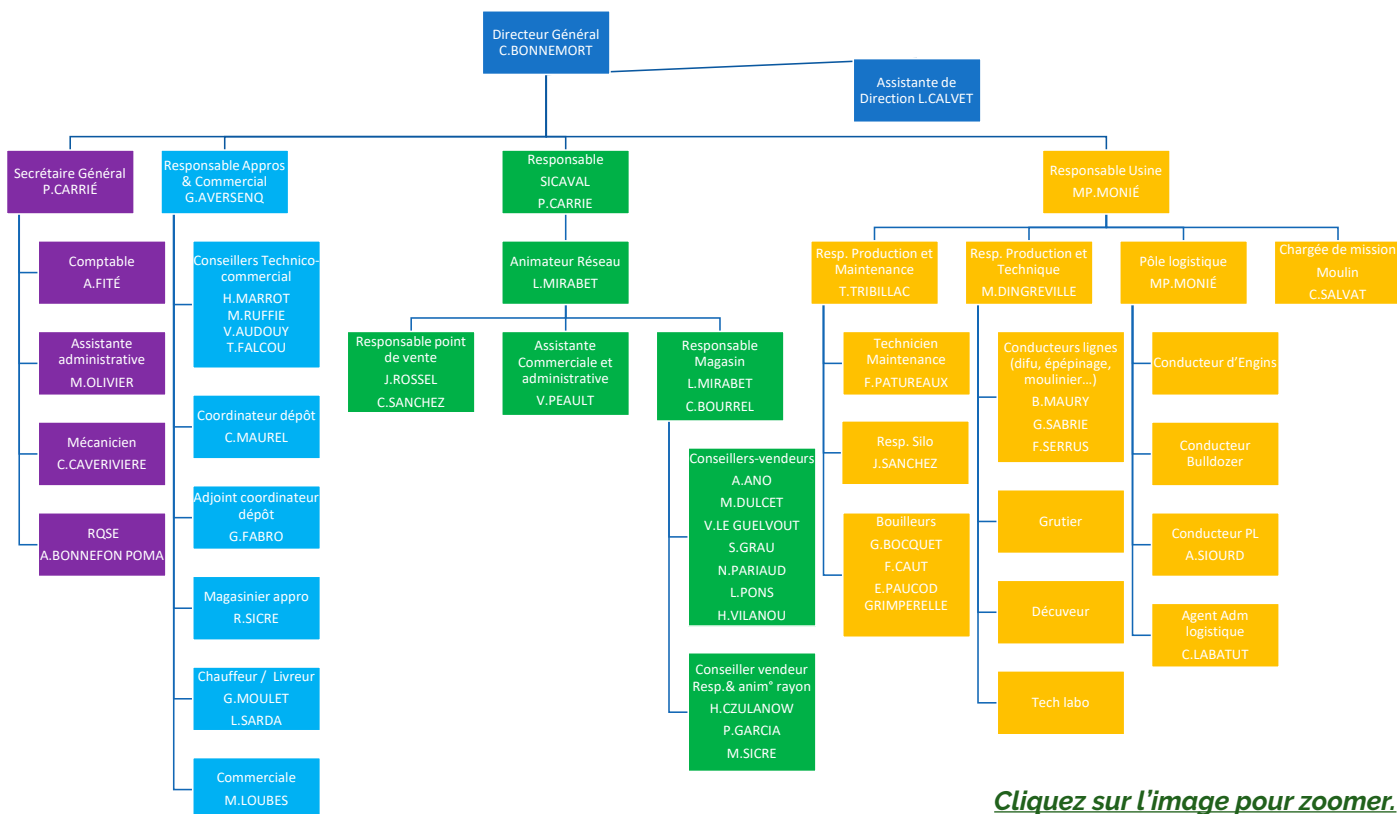 Directeur Général
C.BONNEMORT
Assistante de
Direction L.CALVET
Secrétaire Général
P.CARRIÉ
Comptable
A.FITÉ
Assistante
administrative
M.OLIVIER
Mécanicien
C.CAVERIVIERE
RQSE
A.BONNEFON POMA
Responsable Appros
& Commercial
G.AVERSENQ
Conseillers Technico-
commercial
H.MARROT
M.RUFFIE
V.AUDOUY
T.FALCOU
Coordinateur dépôt
C.MAUREL
Adjoint coordinateur
dépôt
G.FABRO
Magasinier appro
R.SICRE
Chauffeur / Livreur
G.MOULET
L.SARDA
Commerciale
M.LOUBES
Responsable
SICAVAL
P.CARRIE
Animateur Réseau
L.MIRABET
Responsable point
de vente
J.ROSSEL
C.SANCHEZ
Assistante
Commerciale et
administrative
V.PEAULT
Responsable
Magasin
L.MIRABET
C.BOURREL
Conseillers-vendeurs
A.ANO
M.DULCET
V.LE GUELVOUT
S.GRAU
N.PARIAUD
L.PONS
H.VILANOU
Conseiller vendeur
Resp.& anim° rayon
H.CZULANOW
P.GARCIA
M.SICRE
Responsable Usine
MP.MONIÉ
Resp. Production et
Maintenance
T.TRIBILLAC
Technicien
Maintenance
F.PATUREAUX
Resp. Silo
J.SANCHEZ
Bouilleurs
G.BOCQUET
F.CAUT
E.PAUCOD
GRIMPERELLE
Resp. Production et
Technique
M.DINGREVILLE
Conducteurs lignes
(difu, épépinage,
moulinier…)
B.MAURY
G.SABRIE
F.SERRUS
Grutier
Décuveur
Tech labo
Pôle logistique
MP.MONIÉ
Conducteur d’Engins
Conducteur
Bulldozer
Conducteur PL
A.SIOURD
Agent Adm
logistique
C.LABATUT
Chargée de mission
Moulin
C.SALVAT
Cliquez sur l’image pour zoomer.